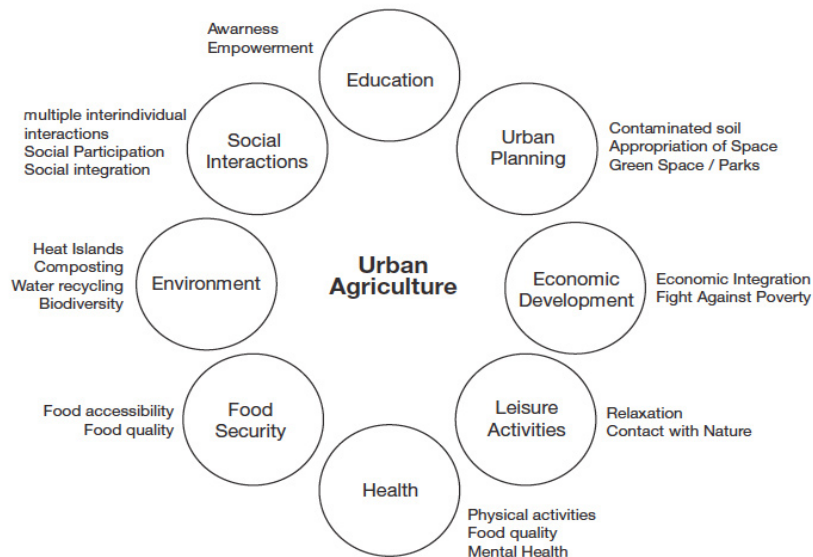 Awarness
Empowerment
Education
multiple interindividual
interactions
Social Participation
Social integration
Social
Interactions
Urban
Planning
Contaminated soil
Appropriation of Space
Green Space / Parks
Heat Islands
Composting
Water recycling
Biodiversity
Environment
Urban
Agriculture
Economic
Development
Economic Integration
Fight Against Poverty
Food accessibility
Food quality
Food
Security
Leisure
Activities
Relaxation
Contact with Nature
Health
Physical activities
Food quality
Mental Health